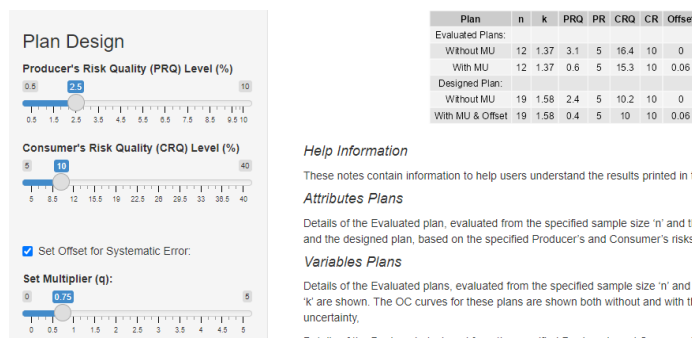 Plan Design
Producer's Risk Quality (PRQ) Level (%)
0.5 2.5 10
0.5 1.5 2.5 3.5 4.5 5.5 6.5 7.5 8.5 9.5 10
Consumer's Risk Quality (CRQ) Level (%)
5 10 40
5 8.5 12 15.5 19 22.5 26 29.5 33 36.5 40
Set Offset for Systematic Error:
Set Multiplier (q):
0 0.75 5
0 0.5 1 1.5 2 2.5 3 3.5 4 4.5 5
Plan n k PRQ PR CRQ CR Offset
Evaluated Plans:
Without MU 12 1.37 3.1 5 16.4 10 0
With MU 12 1.37 0.6 5 15.3 10 0.06
Designed Plan:
Without MU 19 1.58 2.4 5 10.2 10 0
With MU & Offset 19 1.58 0.4 5 10 10 0.06
Help Information
These notes contain information to help users understand the results printed in
Attributes Plans
Details of the Evaluated plan, evaluated from the specified sample size 'n' and
and the designed plan, based on the specified Producer's and Consumer's risks
Variables Plans
Details of the Evaluated plans, evaluated from the specified sample size 'n' and
'k' are shown. The OC curves for these plans are shown both without and with
uncertainty,